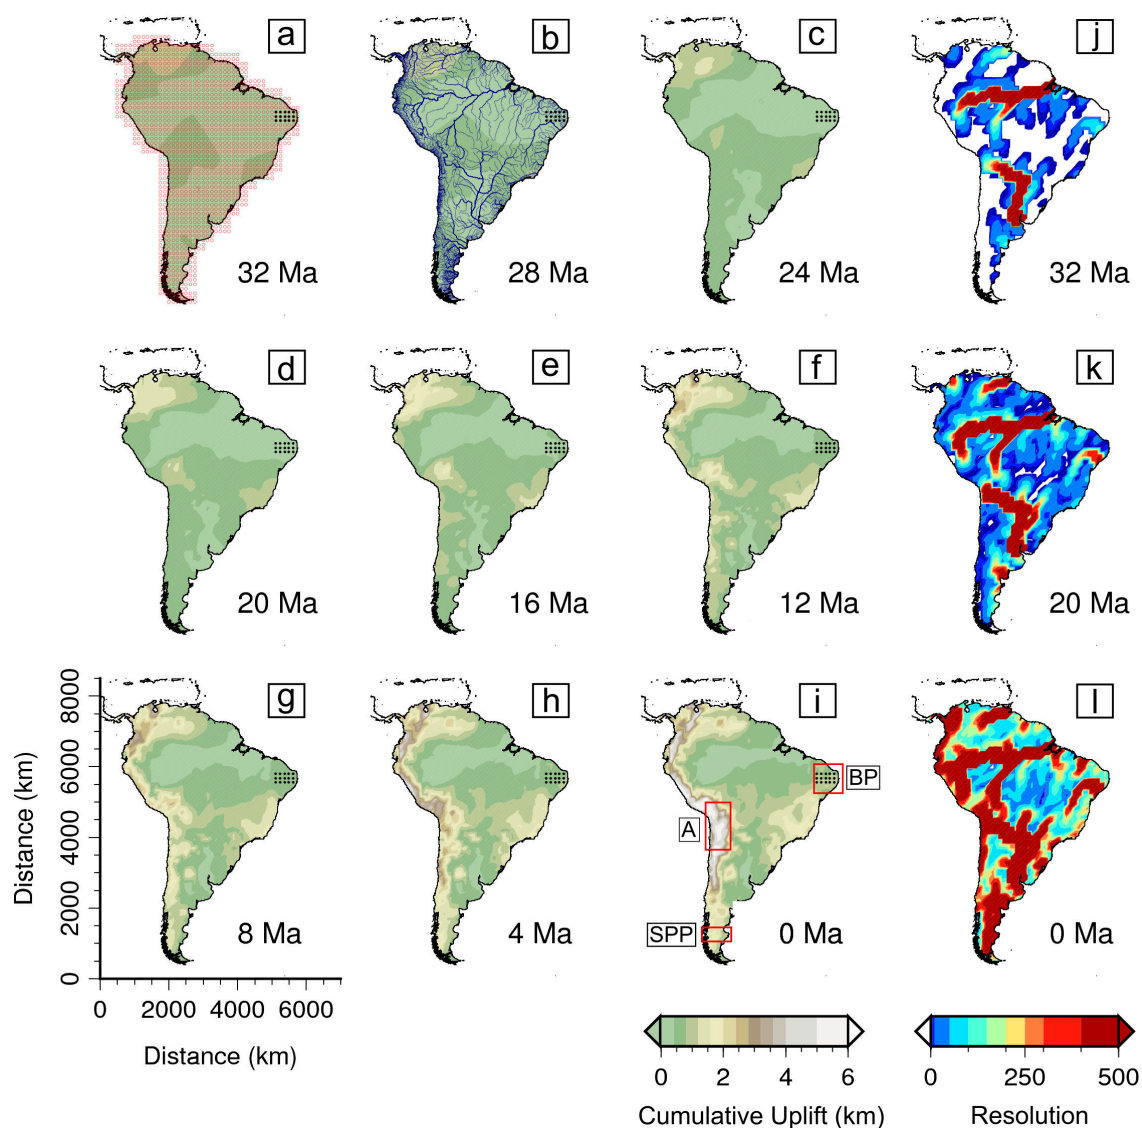 a
b
c
j
32 Ma
28 Ma
24 Ma
32 Ma
d
e
f
k
20 Ma
16 Ma
12 Ma
20 Ma
g
h
i
l
8000
6000
4000
2000
0
Distance (km)
BP
A
SPP
8 Ma
4 Ma
0 Ma
0 Ma
0 2000 4000 6000
Distance (km)
0 2 4 6
Cumulative Uplift (km)
0 250 500
Resolution